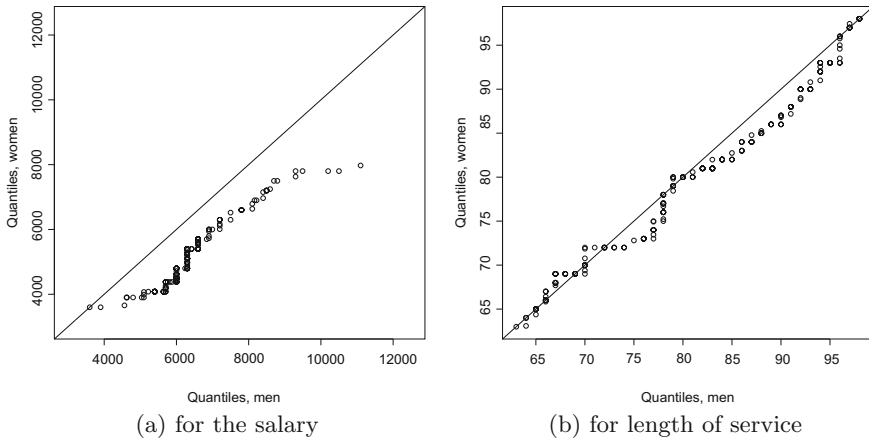 12000
10000
8000
6000
4000
Quantiles, women
4000 6000 8000 10000 12000
Quantiles, men
(a) for the salary
95
90
85
80
75
70
65
Quantiles, women
65 70 75 80 85 90 95
Quantiles, men
(b) for length of service